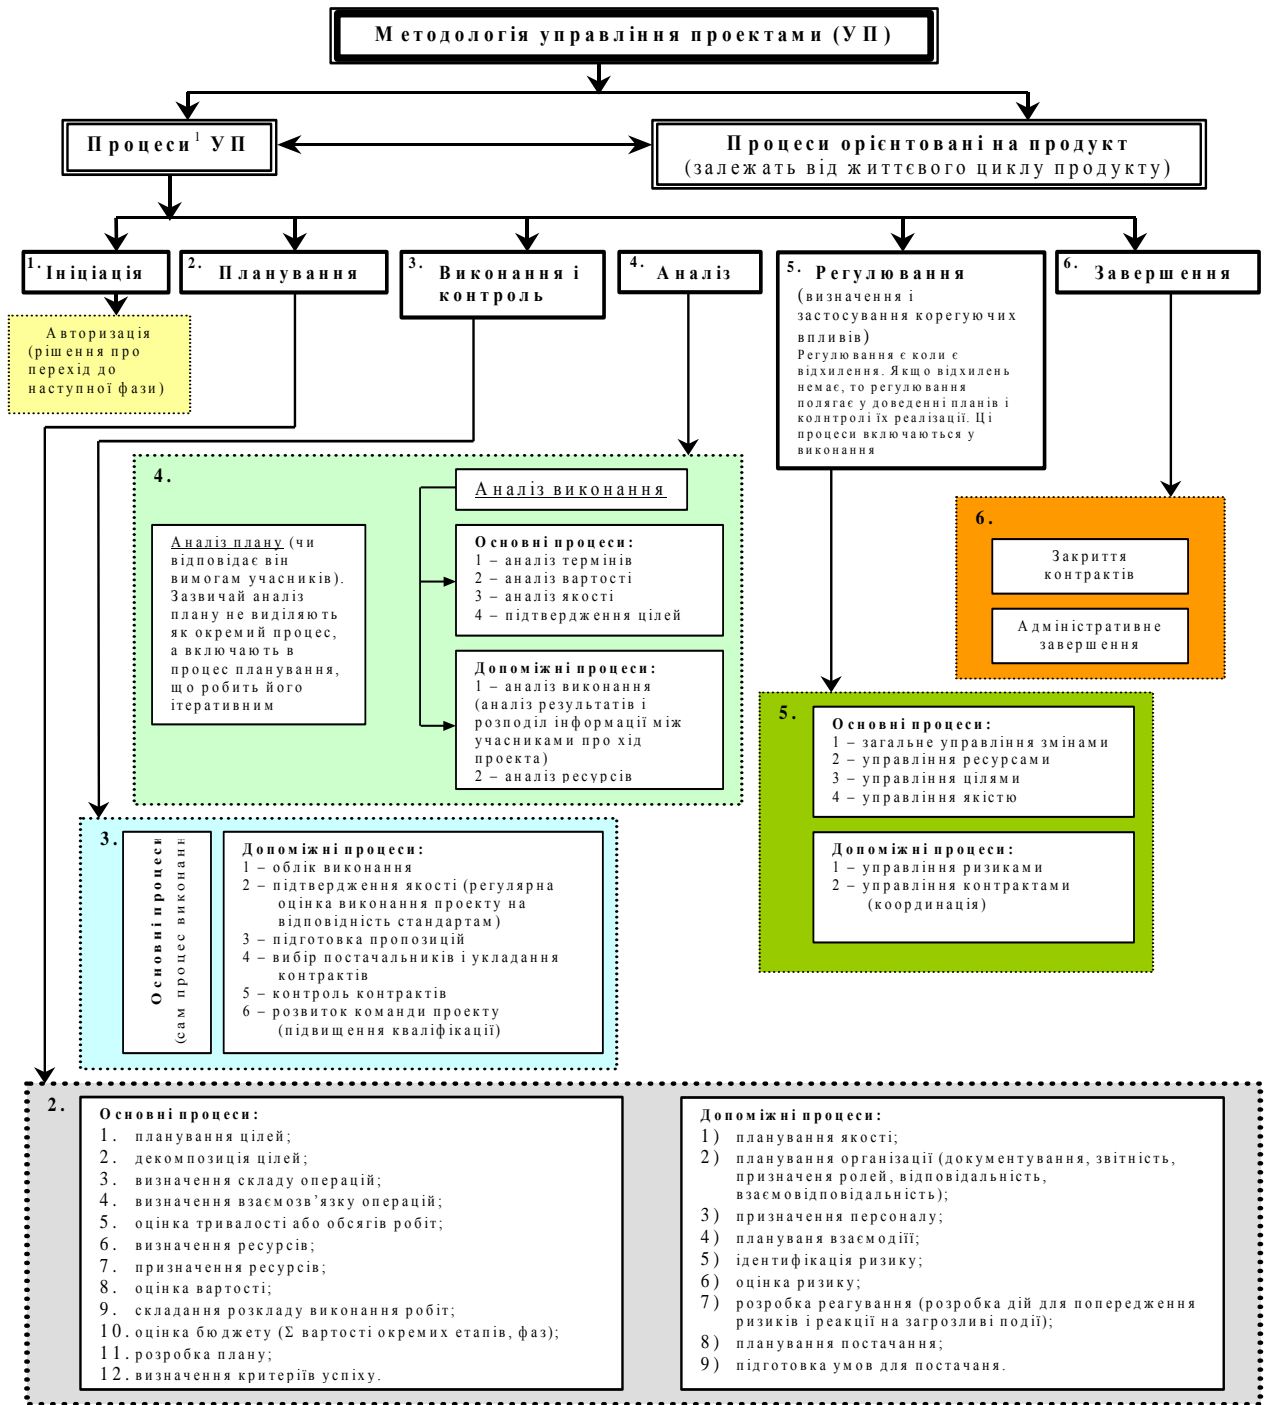 Методологія управління проектами (УП)
Процеси¹ УП
Процеси орієнтовані на продукт
(залежать від життєвого циклу продукту)
1. Ініціація
2. Планування
3. Виконання і
контроль
4. Аналіз
5. Регулювання
(визначення і
застосування корегуючих
впливів)
Регулювання є коли є
відхилення. Якщо відхилень
немає, то регулювання
полягає у доведенні планів і
колнтролі їх реалізації. Ці
процеси включаються у
виконання
6. Завершення
Авторизація
(рішення про
перехід до
наступної фази)
4.
Аналіз виконання
Аналіз плану (чи
відповідає він
вимогам учасників).
Зазвичай аналіз
плану не виділяють
як окремий процес,
а включають в
процес планування,
що робить його
ітеративним
Основні процеси:
1 – аналіз термінів
2 – аналіз вартості
3 – аналіз якості
4 – підтвердження цілей
Допоміжні процеси:
1 – аналіз виконання
(аналіз результатів і
розподіл інформації між
учасниками про хід
проекта)
2 – аналіз ресурсів
6.
Закриття
контрактів
Адміністративне
завершення
5.
Основні процеси:
1 – загальне управління змінами
2 – управління ресурсами
3 – управління цілями
4 – управління якістю
Допоміжні процеси:
1 – управління ризиками
2 – управління контрактами
(координація)
3.
Основні процеси
(сам процес виконанн
Допоміжні процеси:
1 – облік виконання
2 – підтвердження якості (регулярна
оцінка виконання проекту на
відповідність стандартам)
3 – підготовка пропозицій
4 – вибір постачальників і укладання
контрактів
5 – контроль контрактів
6 – розвиток команди проекту
(підвищення кваліфікації)
2.
Основні процеси:
1. планування цілей;
2. декомпозиція цілей;
3. визначення складу операцій;
4. визначення взаємозв’язку операцій;
5. оцінка тривалості або обсягів робіт;
6. визначення ресурсів;
7. призначення ресурсів;
8. оцінка вартості;
9. складання розкладу виконання робіт;
10. оцінка бюджету (Σ вартості окремих етапів, фаз);
11. розробка плану;
12. визначення критеріїв успіху.
Допоміжні процеси:
1) планування якості;
2) планування організації (документування, звітність,
призначеня ролей, відповідальність,
взаємовідповідальність);
3) призначення персоналу;
4) плануваня взаємодіїї;
5) ідентифікація ризику;
6) оцінка ризику;
7) розробка реагування (розробка дій для попередження
ризиків і реакції на загрозливі події);
8) планування постачання;
9) підготовка умов для постачаня.